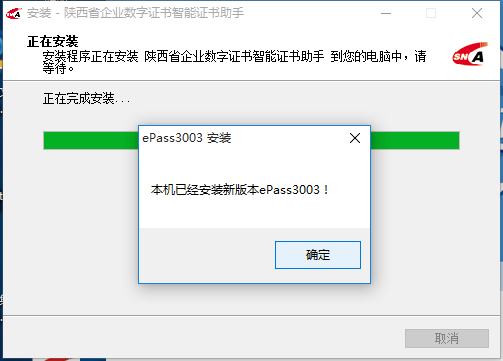 安装 - 陕西省企业数字证书智能证书助手
正在安装
安装程序正在安装 陕西省企业数字证书智能证书助手 到您的电脑中，请
等待。
SNCA
正在完成安装...
ePass3003 安装
本机已经安装新版本ePass3003！
确定
取消